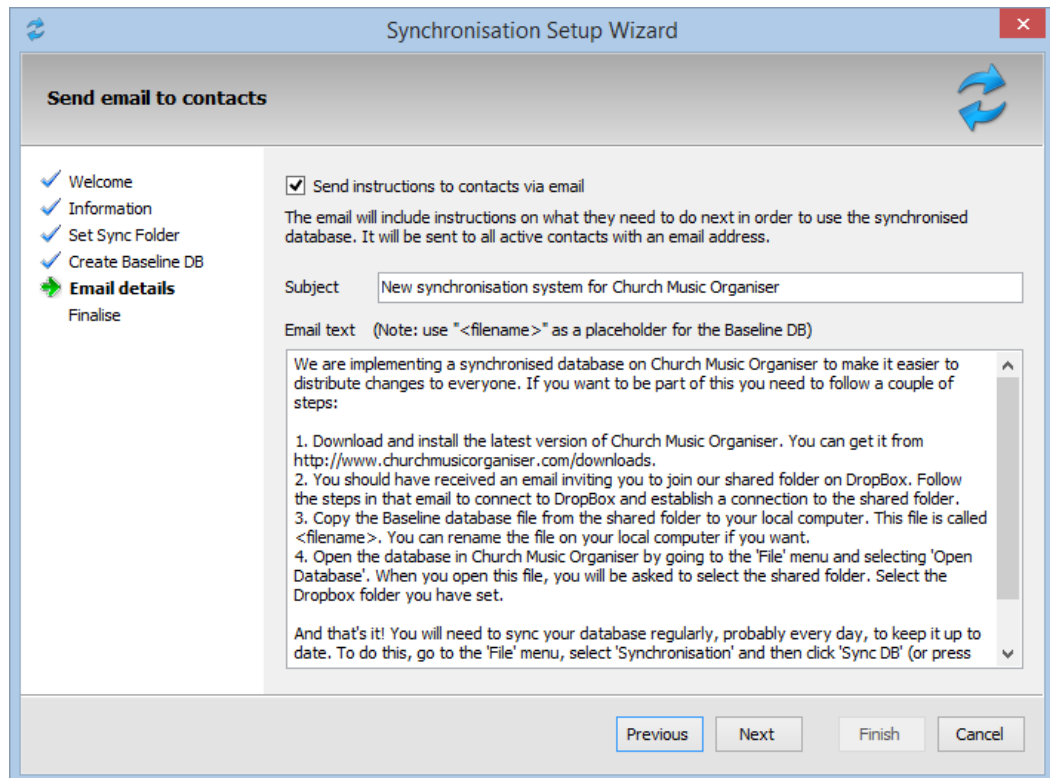 Synchronisation Setup Wizard
Send email to contacts
Welcome
Information
Set Sync Folder
Create Baseline DB
Email details
Finalise
Send instructions to contacts via email
The email will include instructions on what they need to do next in order to use the synchronised
database. It will be sent to all active contacts with an email address.
Subject New synchronisation system for Church Music Organiser
Email text (Note: use "<filename>" as a placeholder for the Baseline DB)
We are implementing a synchronised database on Church Music Organiser to make it easier to
distribute changes to everyone. If you want to be part of this you need to follow a couple of
steps:
1. Download and install the latest version of Church Music Organiser. You can get it from
http://www.churchmusicorganiser.com/downloads.
2. You should have received an email inviting you to join our shared folder on DropBox. Follow
the steps in that email to connect to DropBox and establish a connection to the shared folder.
3. Copy the Baseline database file from the shared folder to your local computer. This file is called
<filename>. You can rename the file on your local computer if you want.
4. Open the database in Church Music Organiser by going to the 'File' menu and selecting 'Open
Database'. When you open this file, you will be asked to select the shared folder. Select the
Dropbox folder you have set.
And that's it! You will need to sync your database regularly, probably every day, to keep it up to
date. To do this, go to the 'File' menu, select 'Synchronisation' and then click 'Sync DB' (or press
Previous Next Finish Cancel